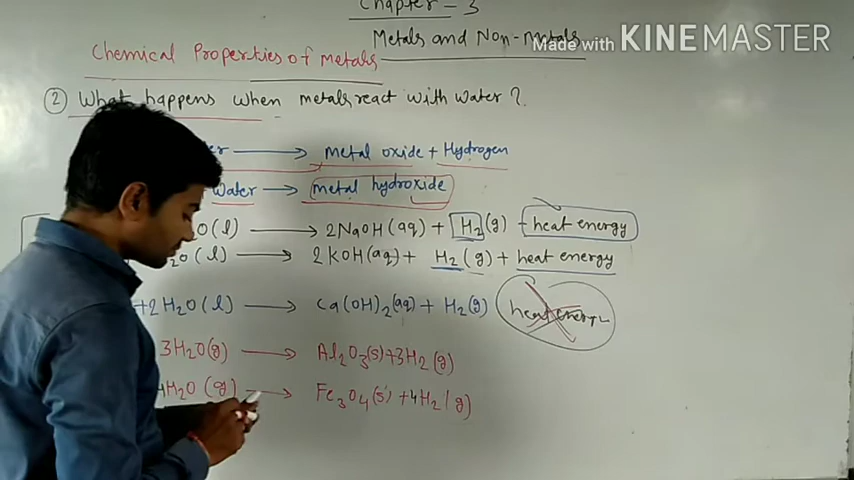 Chapter - 3
Metals and Non-metals
Made with KINEMASTER
Chemical Properties of metals
② What happens when metals react with water ?
→ metal oxide + Hydrogen
Water → metal hydroxide
O(l) → 2NaOH(aq) + H₂(g) + heat energy
O(l) → 2KOH(aq) + H₂(g) + heat energy
+2H₂O(l) → Ca(OH)₂(aq) + H₂(g) heat energy
3H₂O(g) → Al₂O₃(s)+3H₂(g)
4H₂O(g) → Fe₃O₄(s) +4H₂(g)